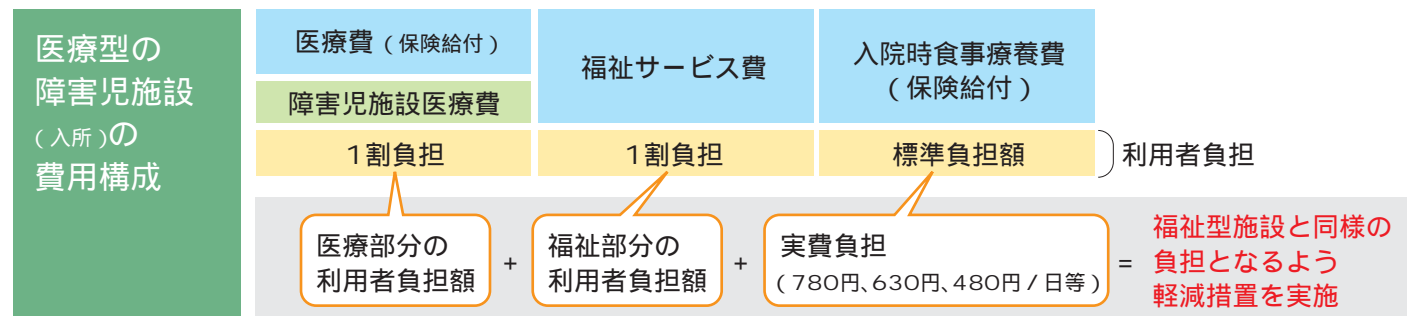 医療型の
障害児施設
(入所)の
費用構成
医療費(保険給付)
障害児施設医療費
福祉サービス費
入院時食事療養費
(保険給付)
1割負担
1割負担
標準負担額
利用者負担
医療部分の
利用者負担額
+
福祉部分の
利用者負担額
+
実費負担
(780円、630円、480円/日等)
=
福祉型施設と同様の
負担となるよう
軽減措置を実施